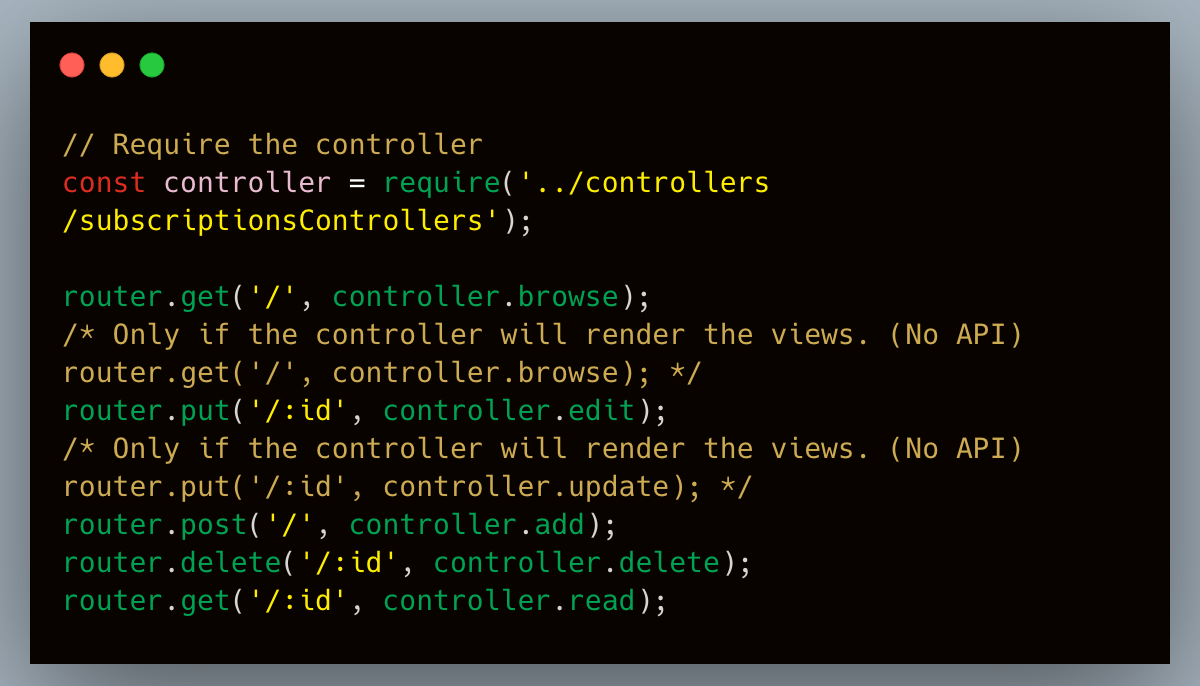 // Require the controller
const controller = require('../controllers
/subscriptionsControllers');
router.get('/', controller.browse);
/* Only if the controller will render the views. (No API)
router.get('/', controller.browse); */
router.put('/:id', controller.edit);
/* Only if the controller will render the views. (No API)
router.put('/:id', controller.update); */
router.post('/', controller.add);
router.delete('/:id', controller.delete);
router.get('/:id', controller.read);